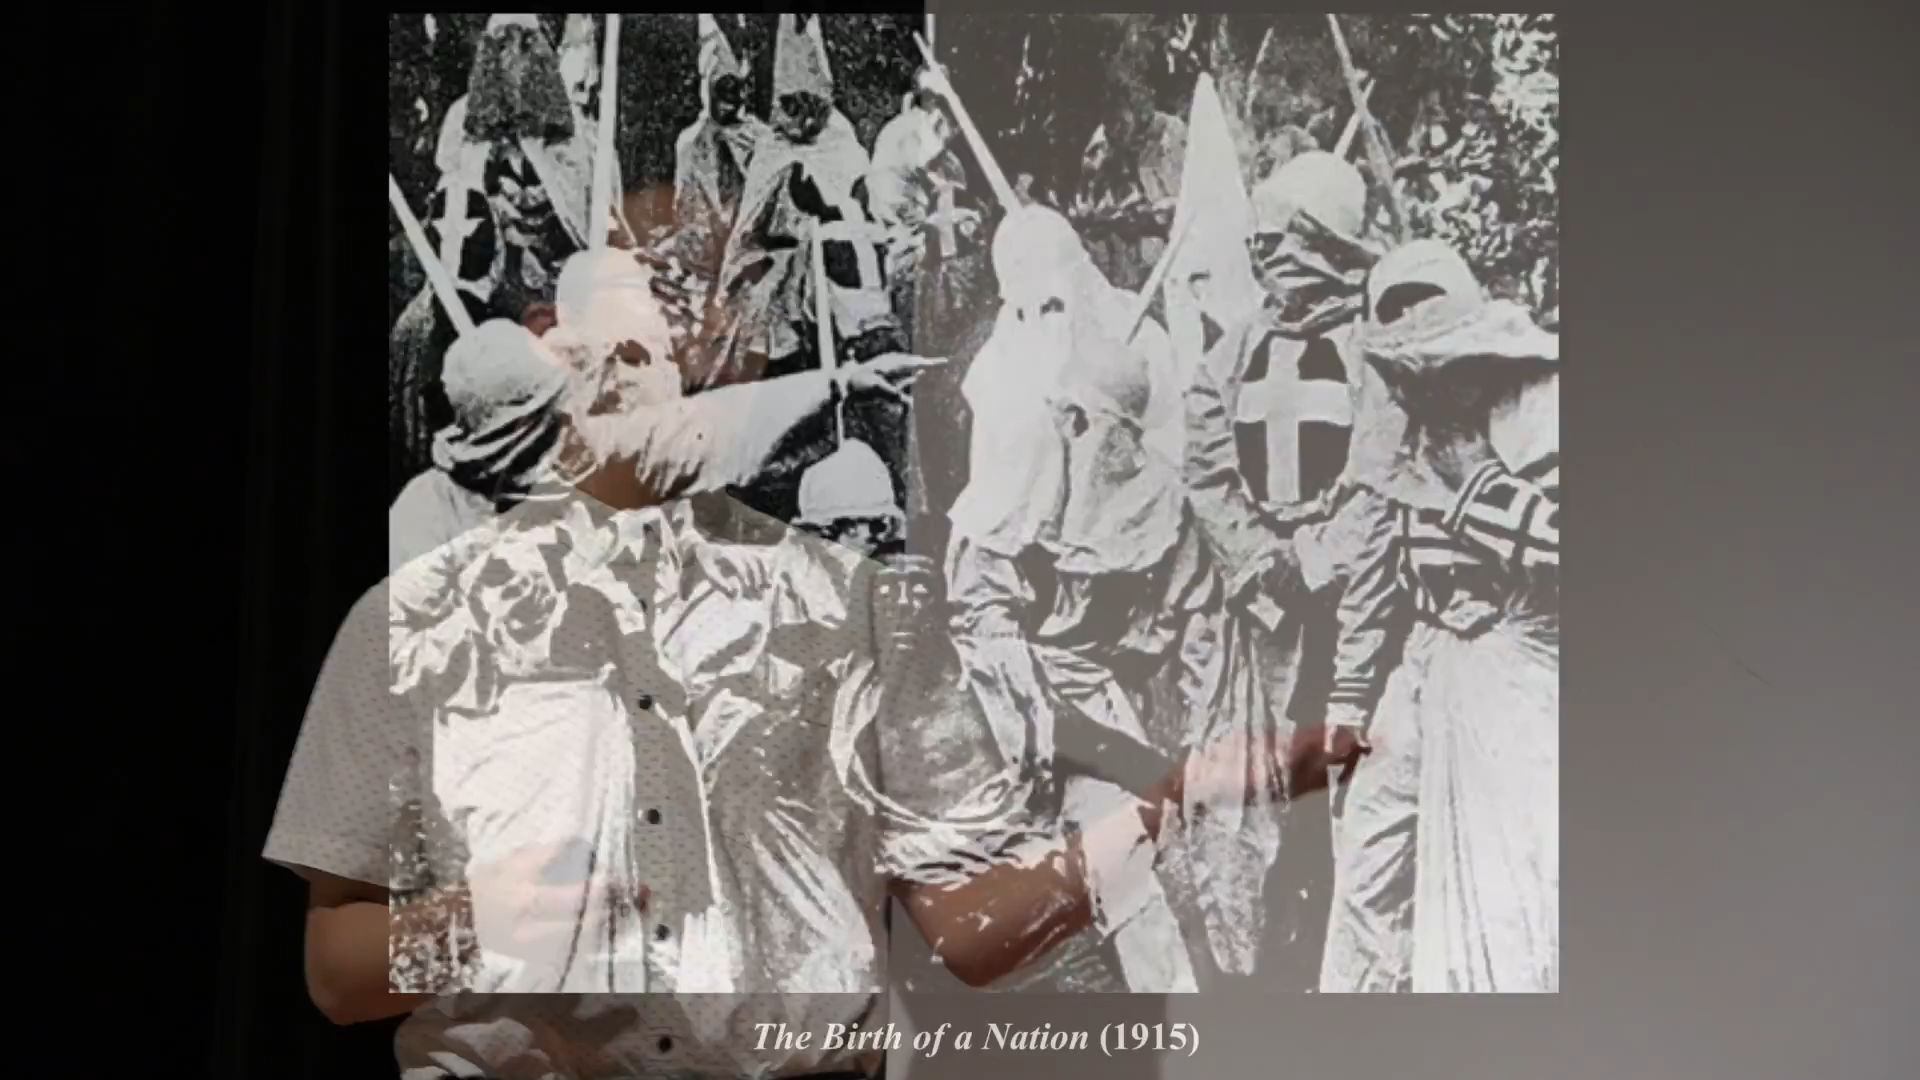 The Birth of a Nation (1915)